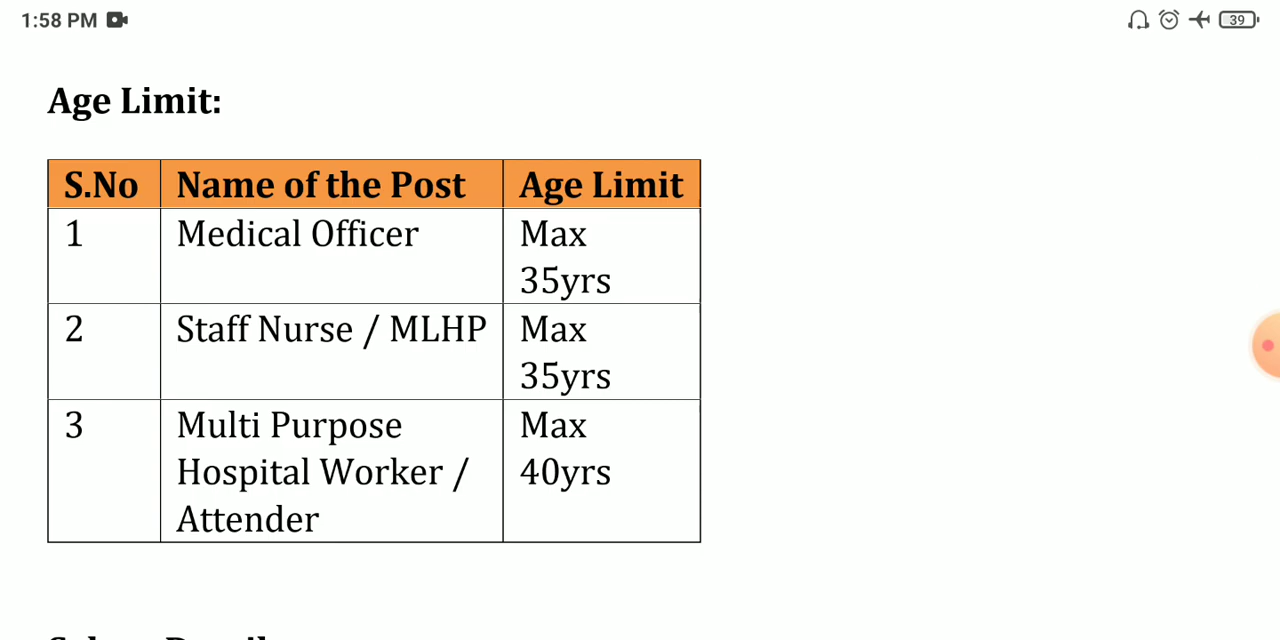 1:58 PM
39
Age Limit:
S.No Name of the Post Age Limit
1 Medical Officer Max
35yrs
2 Staff Nurse / MLHP Max
35yrs
3 Multi Purpose Max
Hospital Worker / 40yrs
Attender